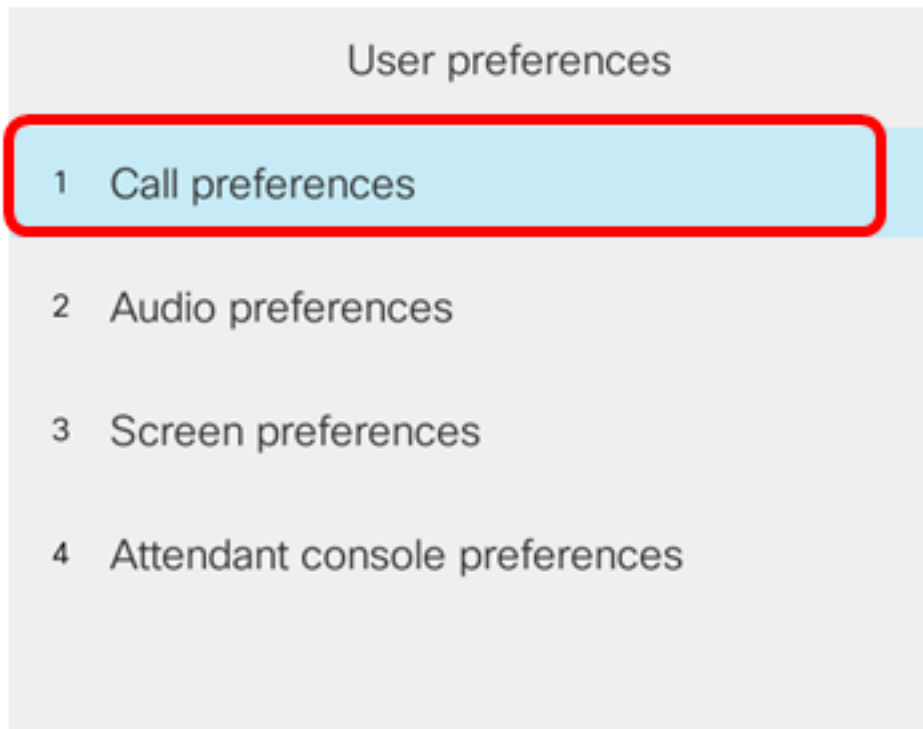 User preferences
1 Call preferences
2 Audio preferences
3 Screen preferences
4 Attendant console preferences